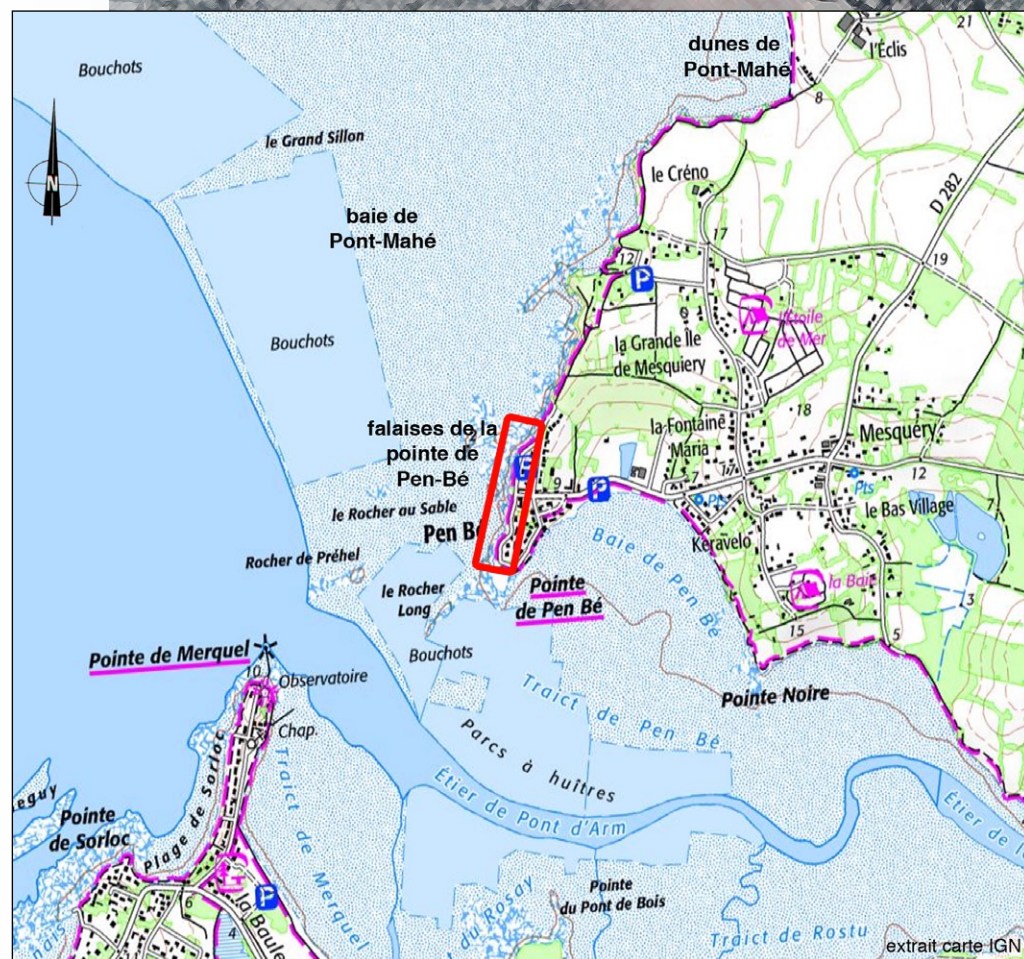 dunes de
Pont-Mahé
21
l'Éclis
Bouchots
8
le Grand Sillon
N
le Créno
D 282
baie de
Pont-Mahé
17
19
12
P
l'Étoile
de Mer
Bouchots
la Grande Île
de Mesquiery
18
falaises de la
pointe de
Pen-Bé
la Fontaine
Maria
Mesquéry
9
P
7
17
12
Pts
Pts
le Rocher au Sable
le Bas Village
7
Pen Bé
Keravelo
Baie de Pen Bé
Rocher de Préhel
le Rocher
Long
Pointe
de Pen Bé
la Baie
3
15
5
Bouchots
Pointe de Merquel
10
Observatoire
Pointe Noire
Traict de Pen Bé
Chap.
Parcs à huîtres
Plage de Sorloc
Traict de Merquel
Étier de Pont d'Arm
Étier de
Pointe
de Sorloc
Pointe
du Pont de Bois
6
P
la Baule
4
du Rosay
Traict de Rostu
extrait carte IGN